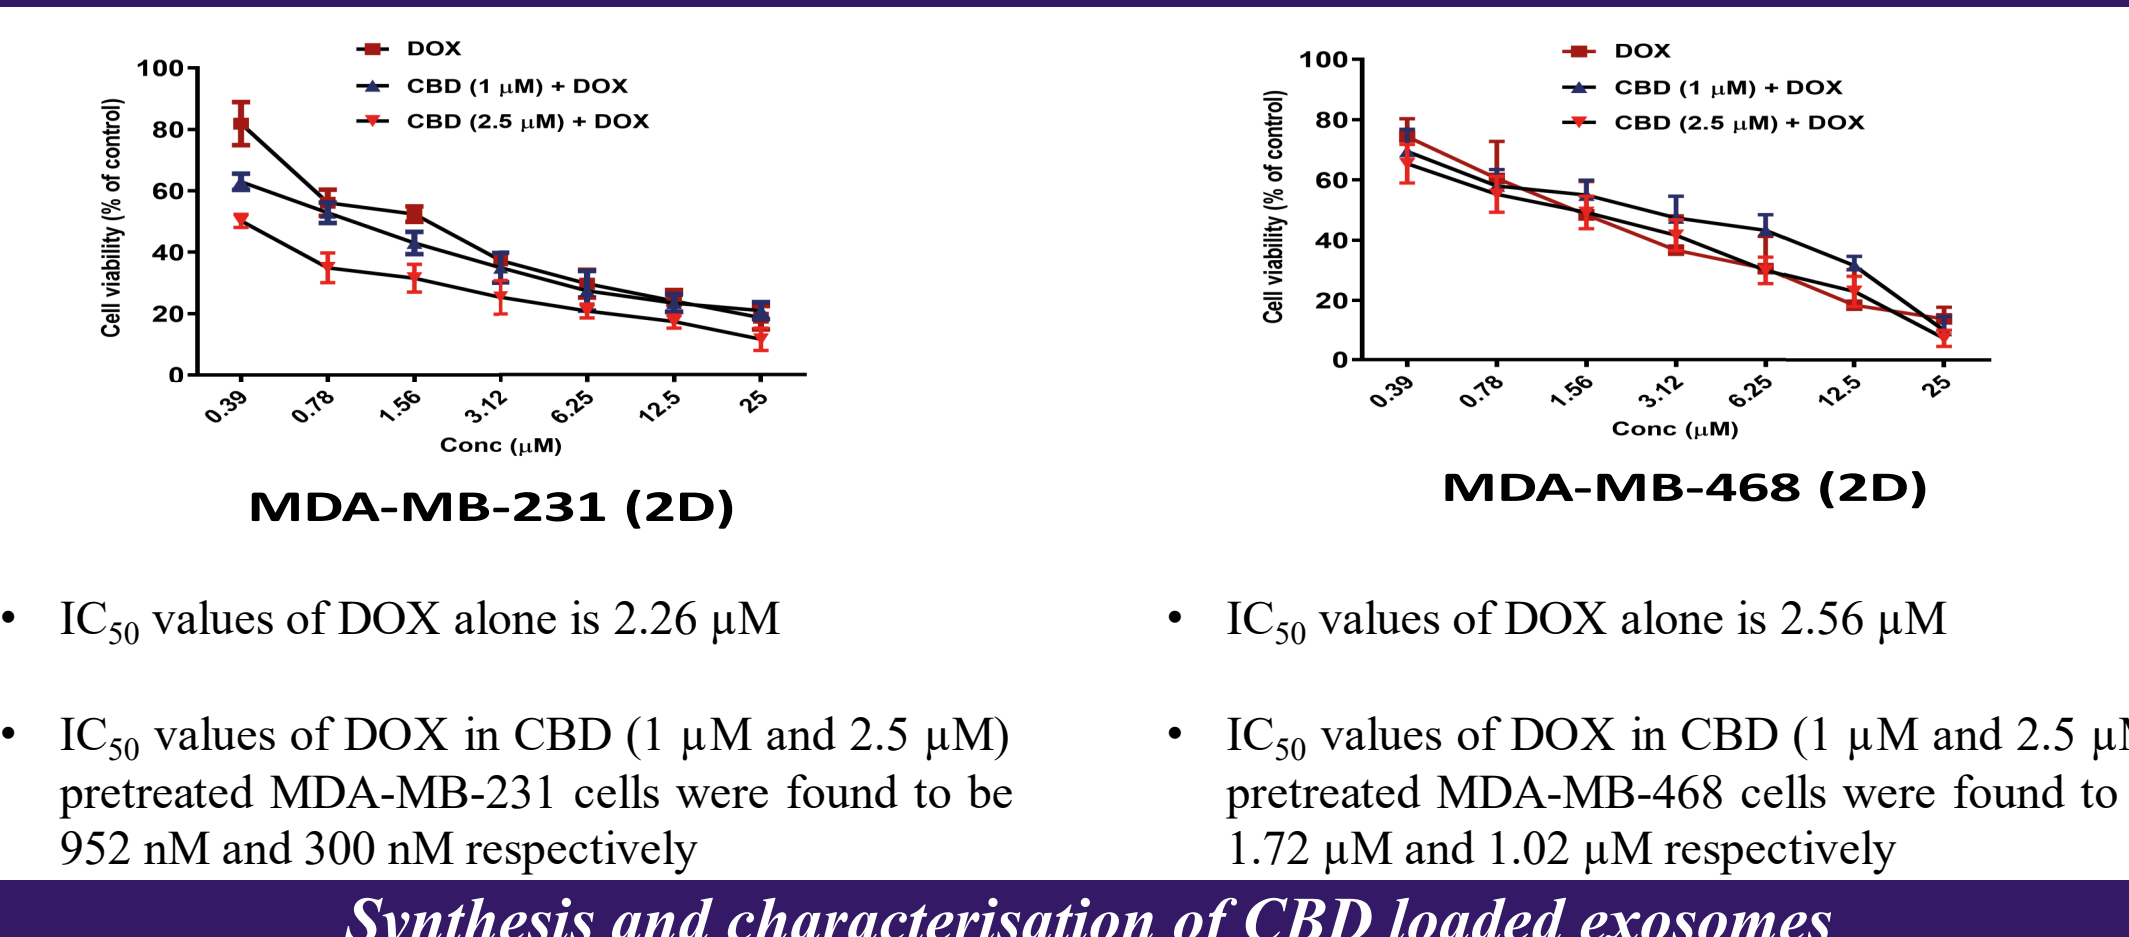 DOX
CBD (1 μM) + DOX
CBD (2.5 μM) + DOX
Cell viability (% of control)
100
80
60
40
20
0
0.39
0.78
1.56
3.12
6.25
12.5
25
Conc (μM)
MDA-MB-231 (2D)
• IC50 values of DOX alone is 2.26 µM
• IC50 values of DOX in CBD (1 µM and 2.5 µM)
pretreated MDA-MB-231 cells were found to be
952 nM and 300 nM respectively
DOX
CBD (1 μM) + DOX
CBD (2.5 μM) + DOX
Cell viability (% of control)
100
80
60
40
20
0
0.39
0.78
1.56
3.12
6.25
12.5
25
Conc (μM)
MDA-MB-468 (2D)
• IC50 values of DOX alone is 2.56 µM
• IC50 values of DOX in CBD (1 µM and 2.5 µM
pretreated MDA-MB-468 cells were found to
1.72 µM and 1.02 µM respectively
Synthesis and characterisation of CBD loaded exosomes